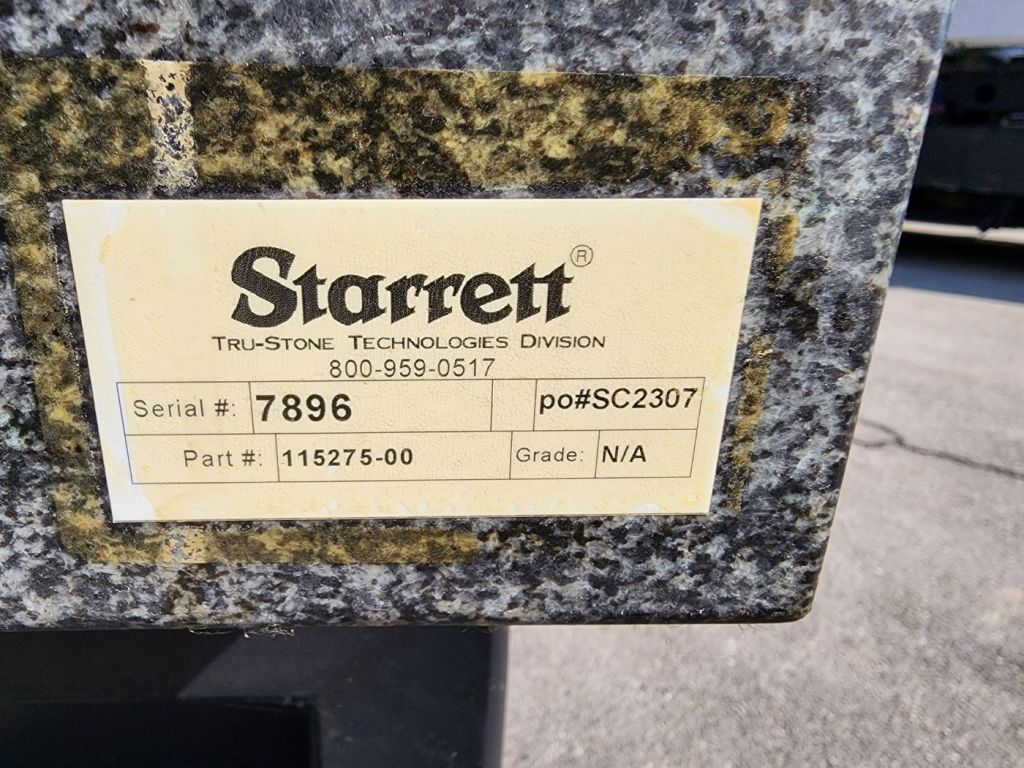 Starrett®
TRU-STONE TECHNOLOGIES DIVISION
800-959-0517
Serial #: 7896 po#SC2307
Part #: 115275-00 Grade: N/A